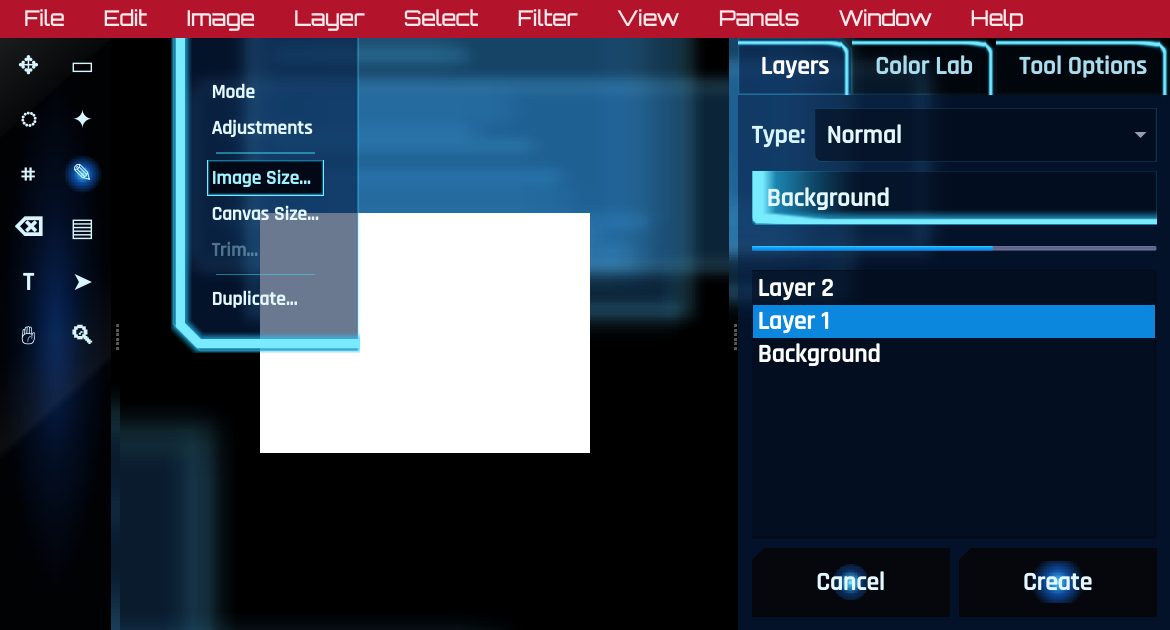 File Edit Image Layer Select Filter View Panels Window Help
Mode
Adjustments
Image Size...
Canvas Size...
Trim...
Duplicate...
T
Layers Color Lab Tool Options
Type: Normal
Background
Layer 2
Layer 1
Background
Cancel Create